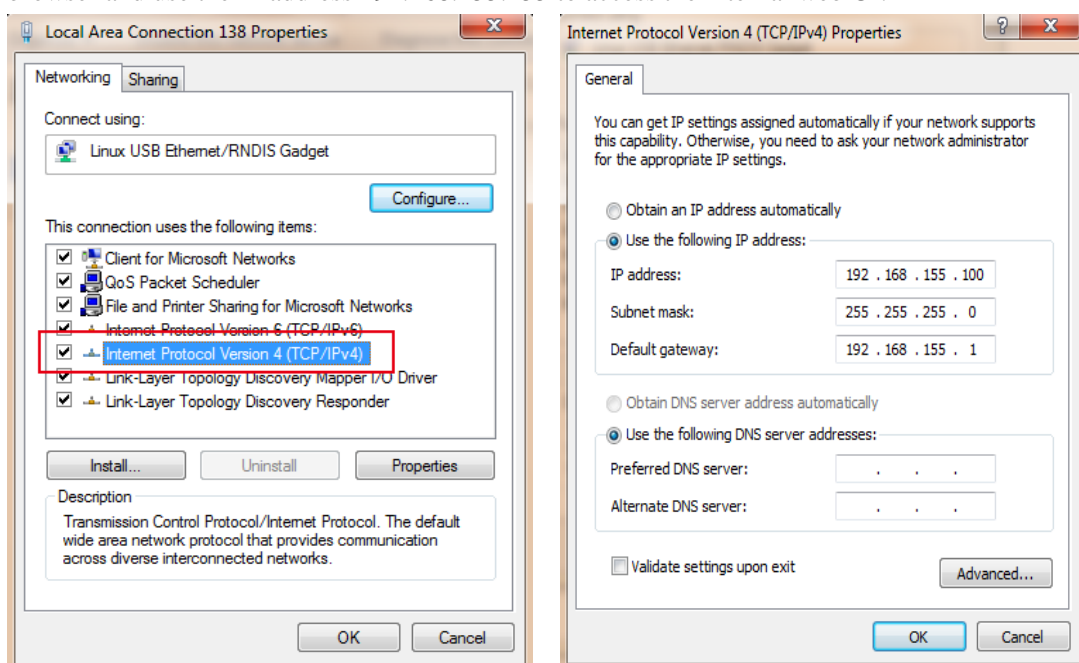 Local Area Connection 138 Properties
Networking
Sharing
Connect using:
Linux USB Ethernet/RNDIS Gadget
Configure...
This connection uses the following items:
Client for Microsoft Networks
QoS Packet Scheduler
File and Printer Sharing for Microsoft Networks
Internet Protocol Version 6 (TCP/IPv6)
Internet Protocol Version 4 (TCP/IPv4)
Link-Layer Topology Discovery Mapper I/O Driver
Link-Layer Topology Discovery Responder
Install...
Uninstall
Properties
Description
Transmission Control Protocol/Internet Protocol. The default
wide area network protocol that provides communication
across diverse interconnected networks.
OK
Cancel
Internet Protocol Version 4 (TCP/IPv4) Properties
General
You can get IP settings assigned automatically if your network supports
this capability. Otherwise, you need to ask your network administrator
for the appropriate IP settings.
Obtain an IP address automatically
Use the following IP address:
IP address: 192 . 168 . 155 . 100
Subnet mask: 255 . 255 . 255 . 0
Default gateway: 192 . 168 . 155 . 1
Obtain DNS server address automatically
Use the following DNS server addresses:
Preferred DNS server: . . .
Alternate DNS server: . . .
Validate settings upon exit
Advanced...
OK
Cancel